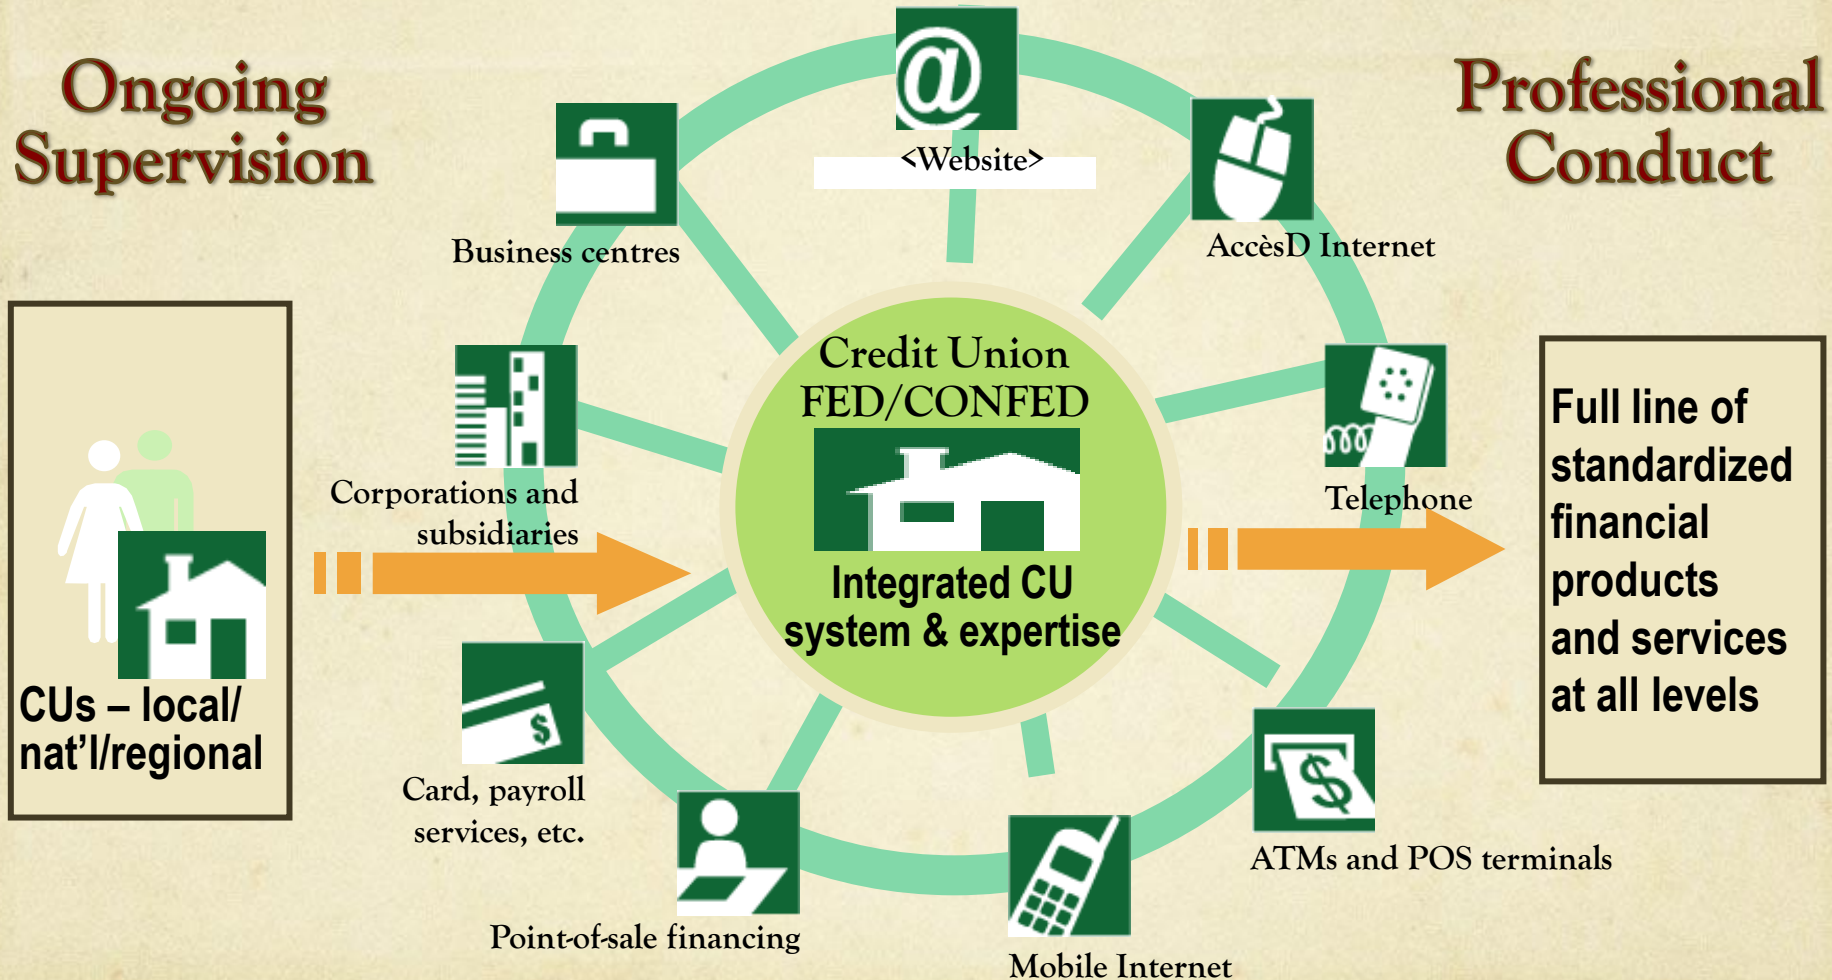 Ongoing
Supervision
Professional
Conduct
@
<Website>
Business centres
AccèsD Internet
Credit Union
FED/CONFED
Integrated CU
system & expertise
Corporations and
subsidiaries
Telephone
CUs – local/
nat'l/regional
Full line of
standardized
financial
products
and services
at all levels
$
Card, payroll
services, etc.
$
ATMs and POS terminals
Point-of-sale financing
Mobile Internet